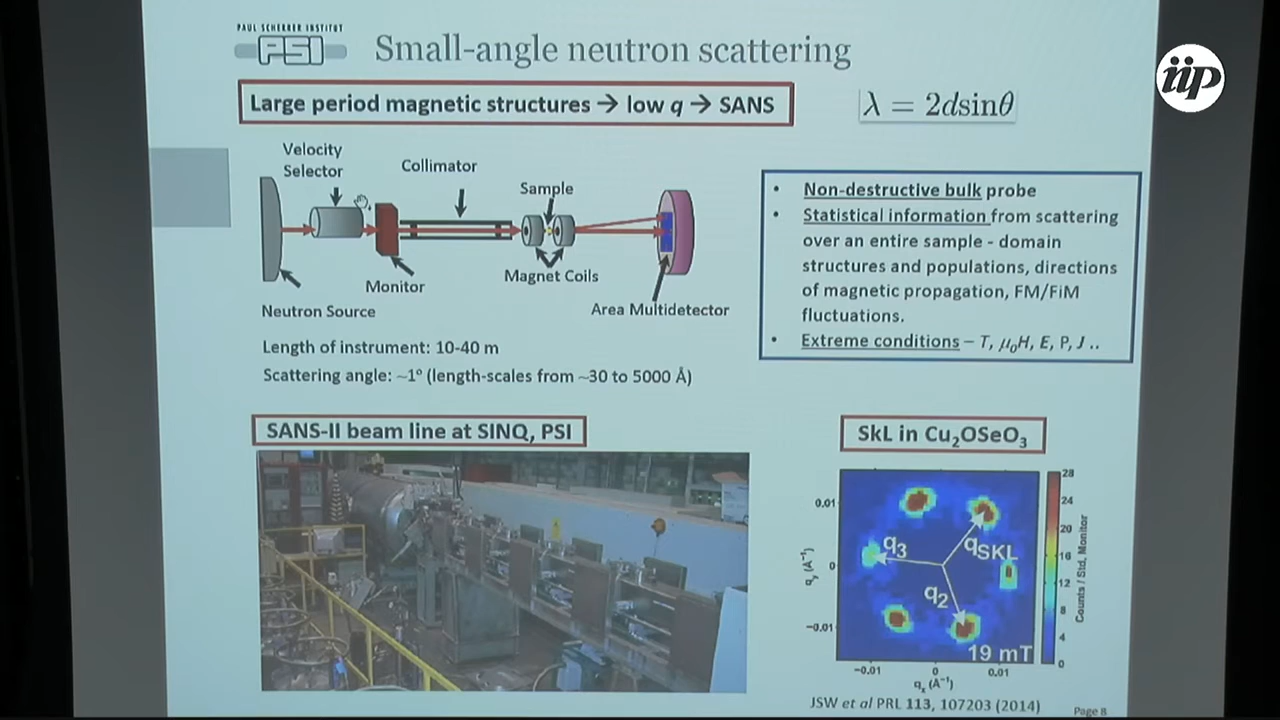 PAUL SCHERRER INSTITUT
PSI
Small-angle neutron scattering
iip
Large period magnetic structures → low q → SANS
λ = 2dsinθ
Velocity
Selector
Collimator
Sample
Monitor
Magnet Coils
Neutron Source
Area Multidetector
Length of instrument: 10-40 m
Scattering angle: ~1° (length-scales from ~30 to 5000 Å)
• Non-destructive bulk probe
• Statistical information from scattering
over an entire sample - domain
structures and populations, directions
of magnetic propagation, FM/FiM
fluctuations.
• Extreme conditions – T, μ₀H, E, P, J ..
SANS-II beam line at SINQ, PSI
SkL in Cu₂OSeO₃
q₃
qSKL
q₂
19 mT
0.01
0
−0.01
qᵧ (Å⁻¹)
−0.01
0
0.01
qₓ (Å⁻¹)
28
24
20
16
12
8
4
0
Counts / Std. Monitor
JSW et al PRL 113, 107203 (2014)
Page 8